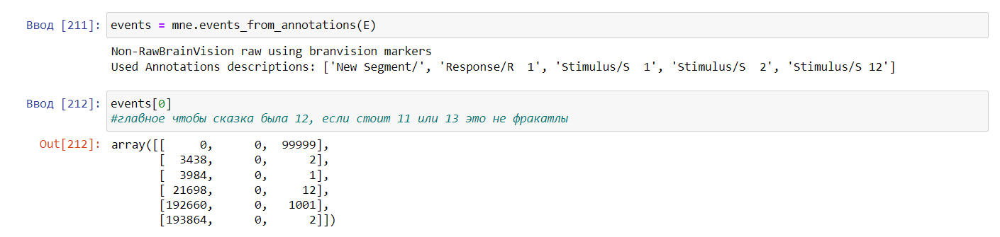 Ввод [211]: events = mne.events_from_annotations(E)
Non-RawBrainVision raw using branvision markers
Used Annotations descriptions: ['New Segment/', 'Response/R  1', 'Stimulus/S  1', 'Stimulus/S  2', 'Stimulus/S 12']
Ввод [212]: events[0]
#главное чтобы сказка была 12, если стоит 11 или 13 это не фракатлы
Out[212]: array([[     0,      0,  99999],
[  3438,      0,      2],
[  3984,      0,      1],
[ 21698,      0,     12],
[192660,      0,   1001],
[193864,      0,      2]])